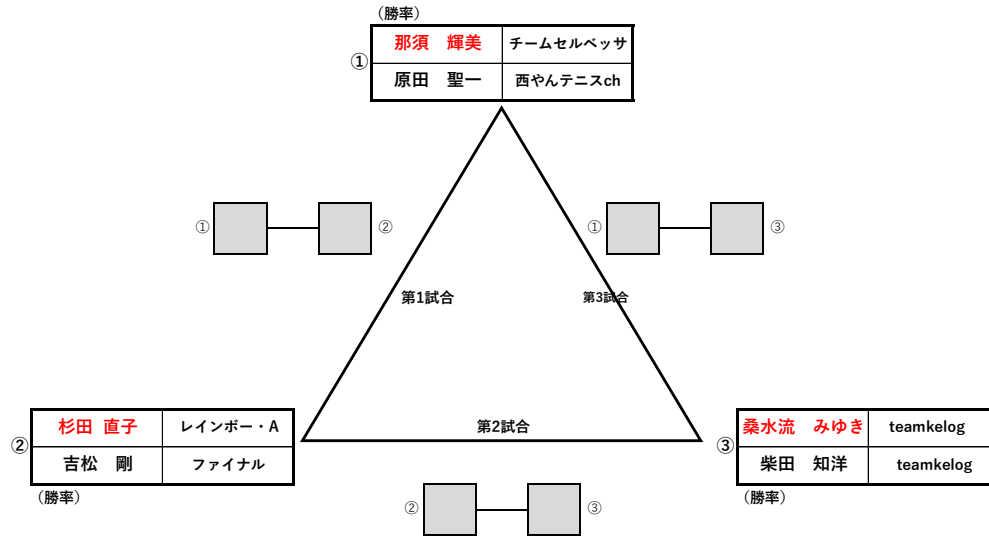 （勝率）
① 那須　輝美 チームセルベッサ
原田　聖一 西やんテニスch
① ② ① ③
第1試合 第3試合
② 杉田 直子 レインボー・A
吉松　剛 ファイナル
（勝率）
第2試合
③ 桑水流　みゆき teamkelog
柴田　知洋 teamkelog
（勝率）
② ③